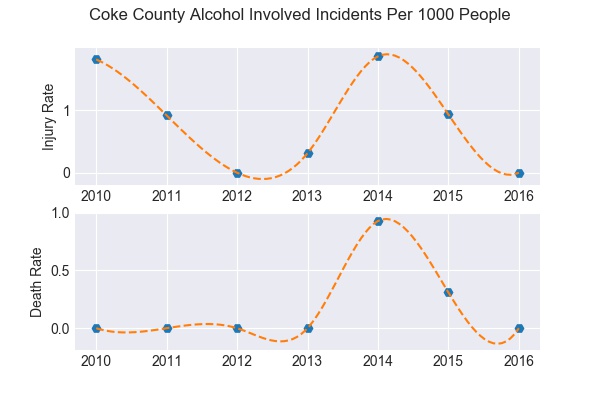 Coke County Alcohol Involved Incidents Per 1000 People
Injury Rate
1
0
2010 2011 2012 2013 2014 2015 2016
Death Rate
1.0
0.5
0.0
2010 2011 2012 2013 2014 2015 2016